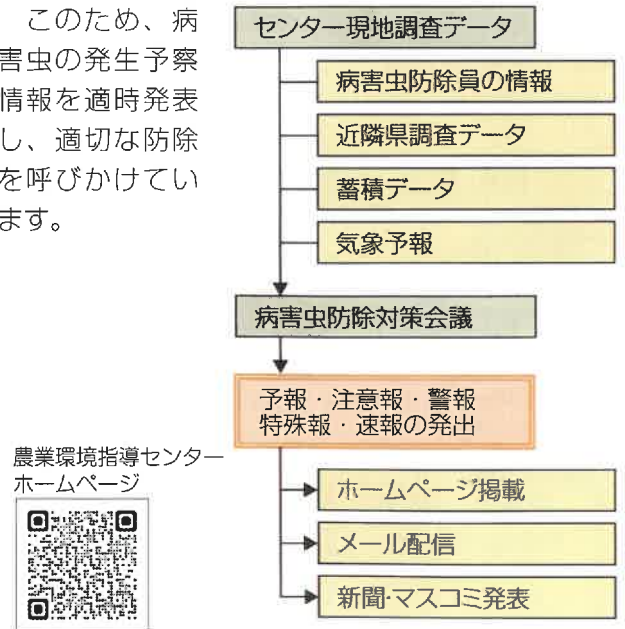 このため、病
害虫の発生予察
情報を適時発表
し、適切な防除
を呼びかけてい
ます。
センター現地調査データ
病害虫防除員の情報
近隣県調査データ
蓄積データ
気象予報
病害虫防除対策会議
予報・注意報・警報
特殊報・速報の発出
ホームページ掲載
メール配信
新聞・マスコミ発表
農業環境指導センター
ホームページ